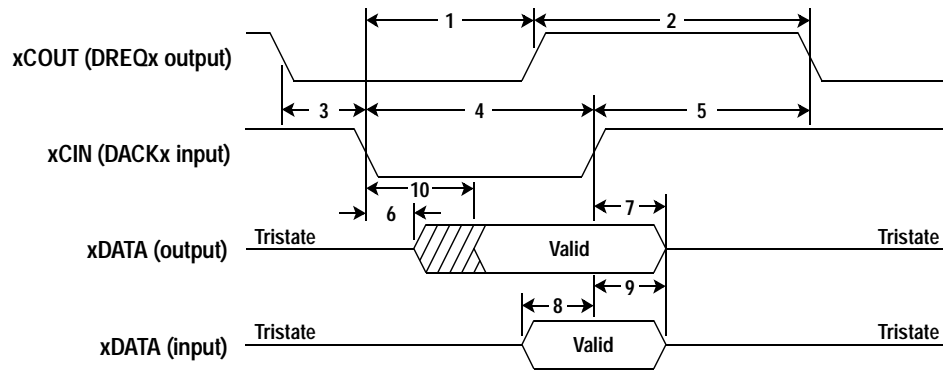 1 2
xCOUT (DREQx output)
3 4 5
xCIN (DACKx input)
10
6 7
Tristate Valid Tristate
xDATA (output)
8 9
Tristate Valid Tristate
xDATA (input)